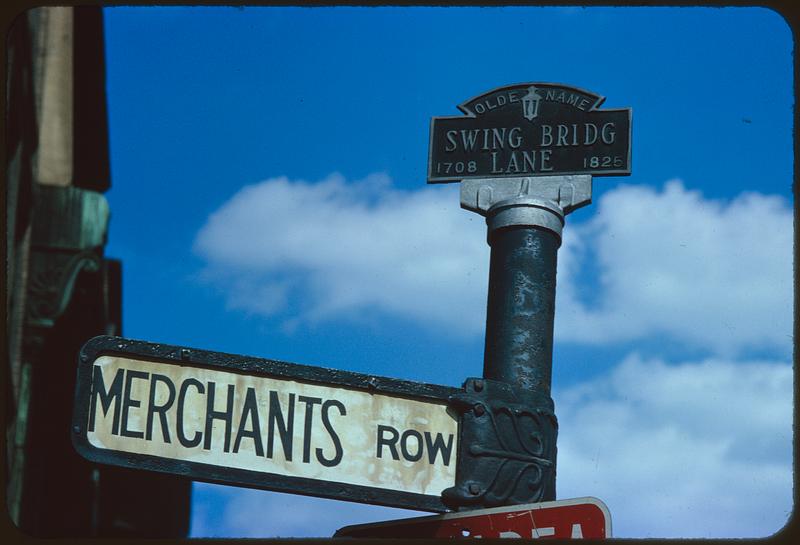 OLDE NAME
SWING BRIDG
1708 LANE 1825
MERCHANTS ROW